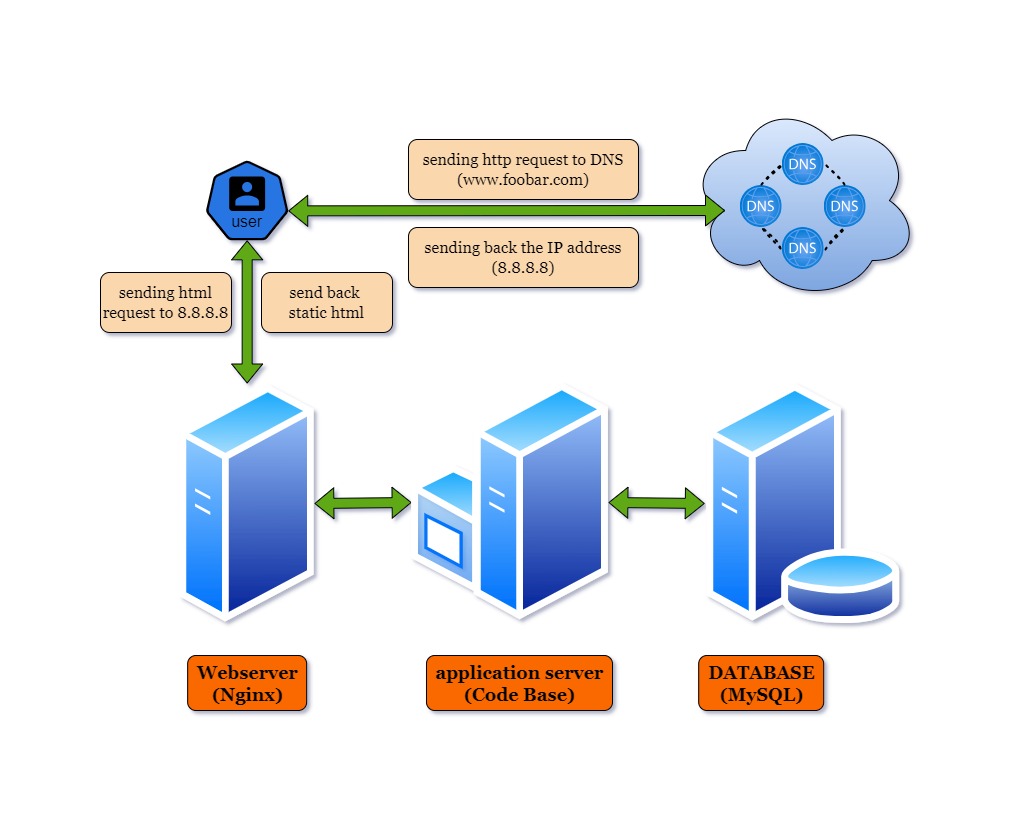 sending http request to DNS
(www.foobar.com)
DNS
DNS
DNS
DNS
user
sending back the IP address
(8.8.8.8)
sending html
request to 8.8.8.8
send back
static html
Webserver
(Nginx)
application server
(Code Base)
DATABASE
(MySQL)